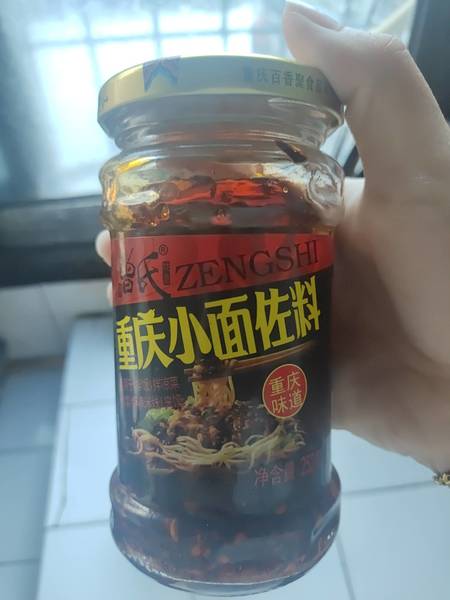 重庆百香聚食品
曾氏® ZENGSHI
重庆小面佐料
重庆
味道
净含量